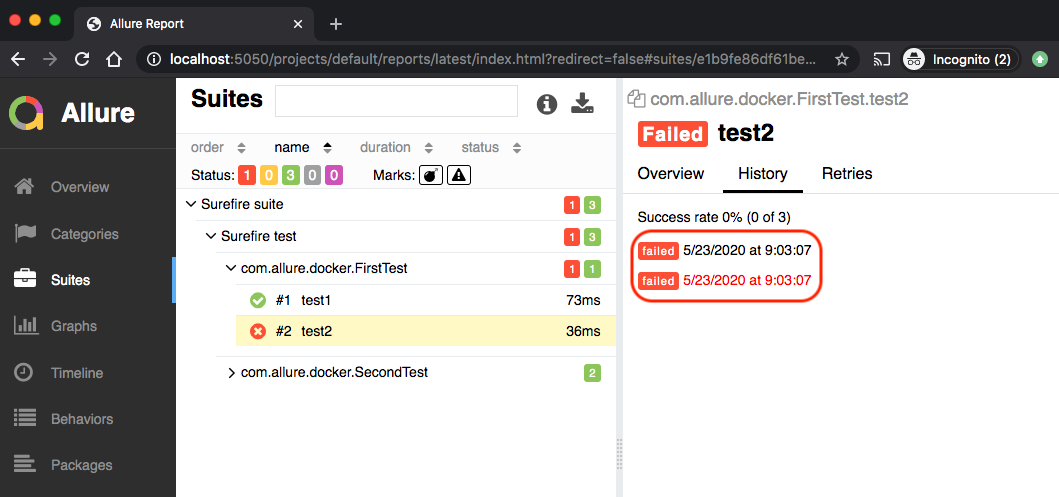 Allure Report
localhost:5050/projects/default/reports/latest/index.html?redirect=false#suites/e1b9fe86df61be...
Incognito (2)
Allure
Overview
Categories
Suites
Graphs
Timeline
Behaviors
Packages
Suites
order name duration status
Status: 1 0 3 0 0 Marks:
Surefire suite 1 3
Surefire test 1 3
com.allure.docker.FirstTest 1 1
#1 test1 73ms
#2 test2 36ms
com.allure.docker.SecondTest 2
com.allure.docker.FirstTest.test2
Failed test2
Overview History Retries
Success rate 0% (0 of 3)
failed 5/23/2020 at 9:03:07
failed 5/23/2020 at 9:03:07